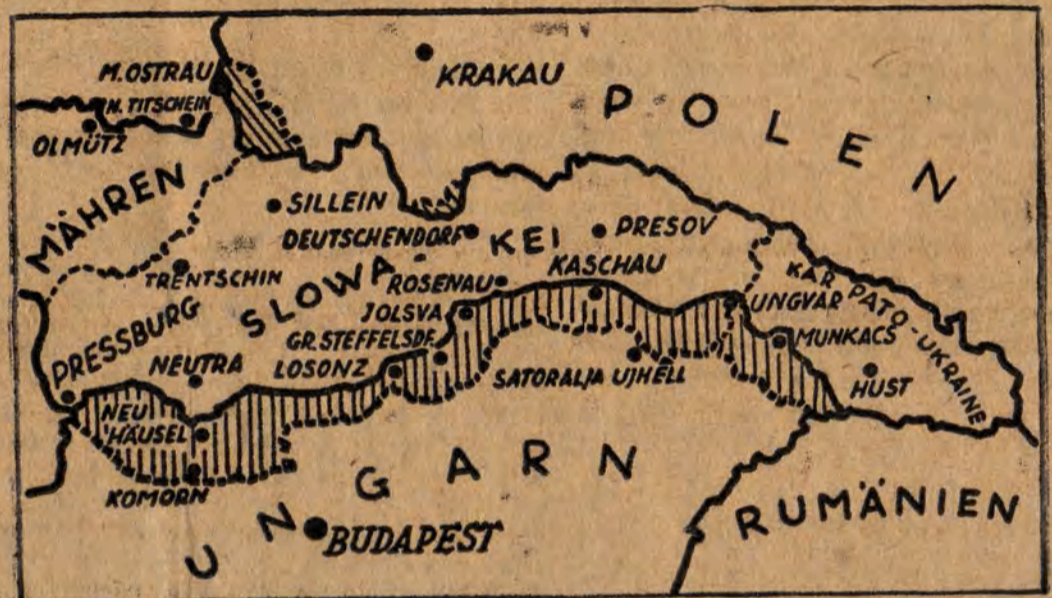 M. OSTRAU
KRAKAU
POLEN
N. TITSCHEIN
OLMÜTZ
MÄHREN
SILLEIN
DEUTSCHENDORF
PRESOV
SLOWAKEI
TRENTSCHIN
ROSENAU
KASCHAU
KARPATO-UKRAINE
PRESSBURG
JOLSVA
UNGVAR
GR. STEFFELSDF.
MUNKACS
NEUTRA
LOSONZ
SATORALJA UJHELL
HUST
NEU
HÄUSEL
KOMORN
UNGARN
RUMÄNIEN
BUDAPEST